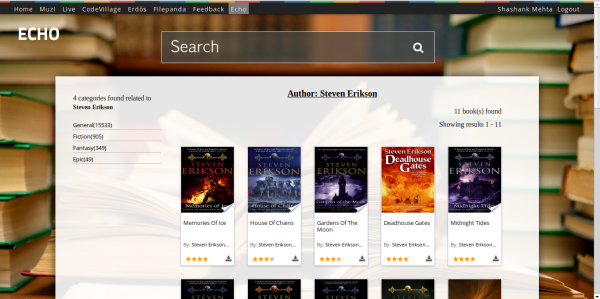 Home Muzi Live CodeVillage Erdös Filepanda Feedback Echo Shashank Mehta Logout
ECHO
Search
4 categories found related to
Steven Erikson
General(15533)
Fiction(905)
Fantasy(349)
Epic(49)
Author: Steven Erikson
11 book(s) found
Showing results 1 - 11
STEVEN
ERIKSON
Memories of Ice
STEVEN
ERIKSON
House of Chains
STEVEN
ERIKSON
Gardens of the Moon
Steven Erikson
Deadhouse
Gates
STEVEN
ERIKSON
Midnight Tides
Memories Of Ice
House Of Chains
Gardens Of The
Moon
Deadhouse Gates
Midnight Tides
By: Steven Erikson...
By: Steven Erikson...
By: Steven Erikson...
By: Steven Erikson...
By: Steven Erikson...